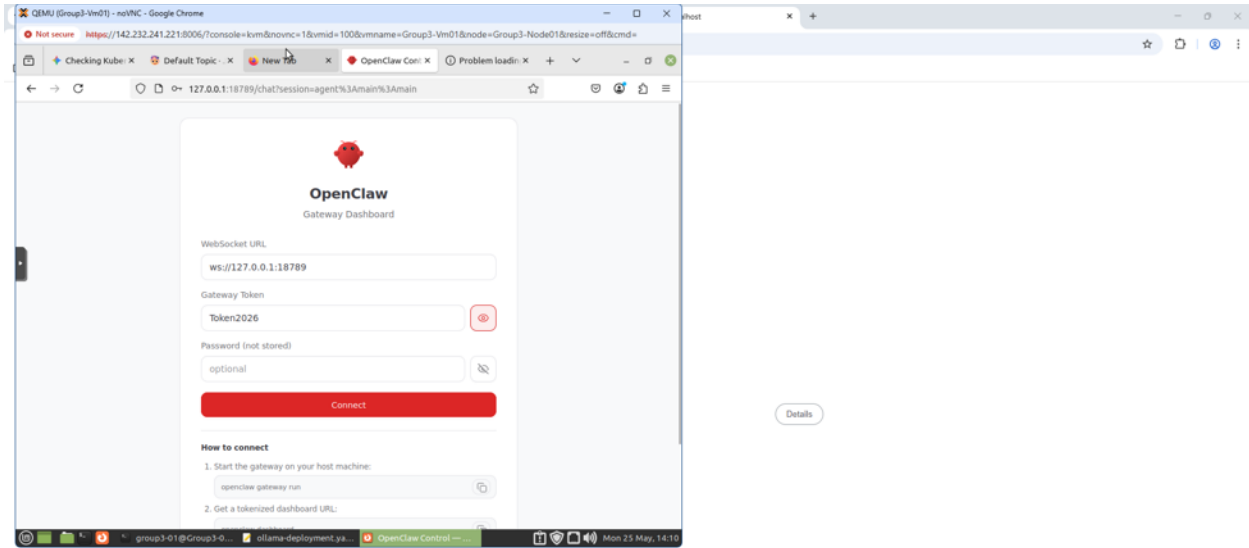 QEMU (Group3-Vm01) - noVNC - Google Chrome
Not secure https://142.232.241.221:8006/?console=kvm&novnc=1&vmid=100&vmname=Group3-Vm01&node=Group3-Node01&resize=off&cmd=
Checking Kube
Default Topic -
New Tab
OpenClaw Cont
Problem loadin
127.0.0.1:18789/chat?session=agent%3Amain%3Amain
OpenClaw
Gateway Dashboard
WebSocket URL
ws://127.0.0.1:18789
Gateway Token
Token2026
Password (not stored)
optional
Connect
How to connect
1. Start the gateway on your host machine:
openclaw gateway run
2. Get a tokenized dashboard URL:
group3-01@Group3-0...
ollama-deployment.ya...
OpenClaw Control — ...
Mon 25 May, 14:10
Details